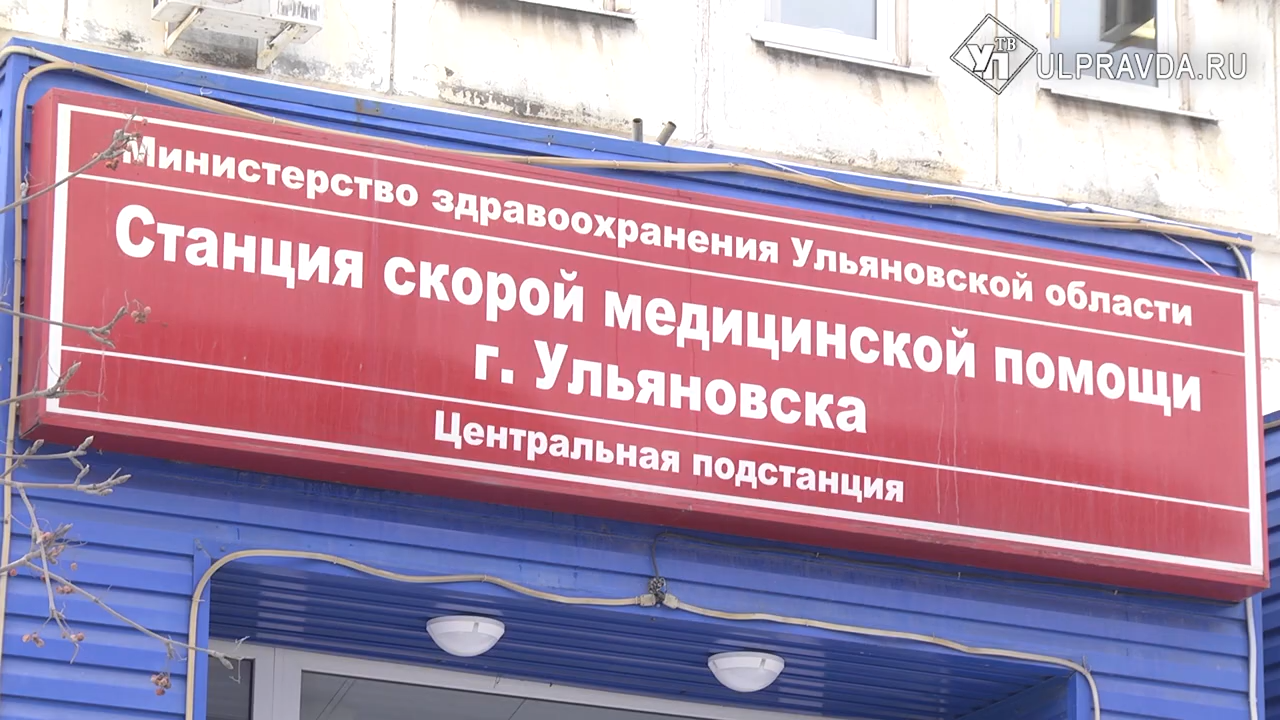 УП ТВ ULPRAVDA.RU
Министерство здравоохранения Ульяновской области
Станция скорой медицинской помощи
г. Ульяновска
Центральная подстанция